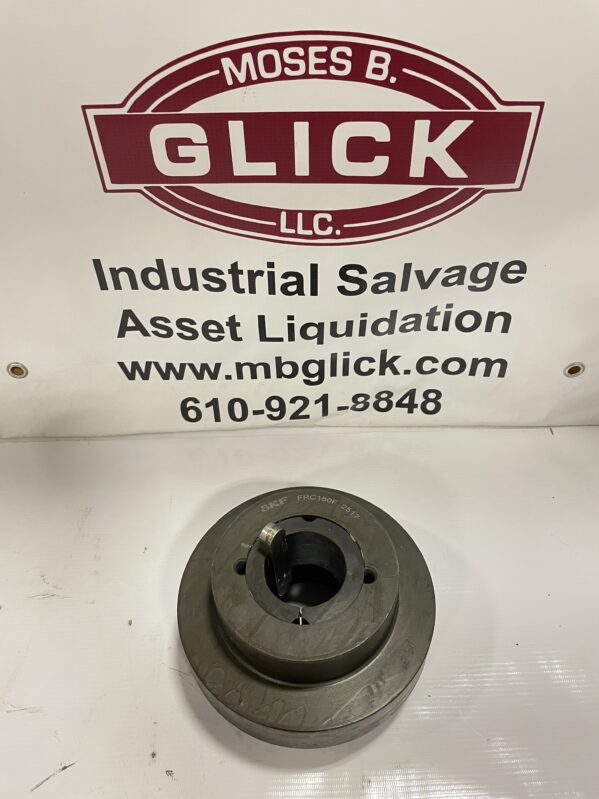 MOSES B.
GLICK
LLC.
Industrial Salvage
Asset Liquidation
www.mbglick.com
610-921-8848
SKF FRC180F 2517